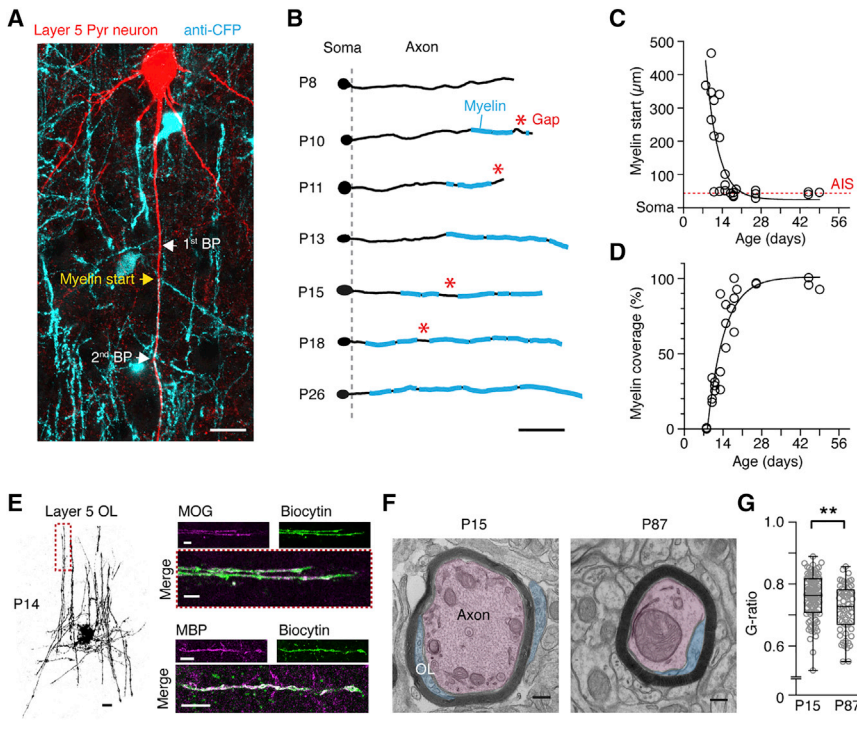 A
Layer 5 Pyr neuron
anti-CFP
1st BP
Myelin start
2nd BP
B
Soma
Axon
P8
Myelin
* Gap
P10
*
P11
P13
*
P15
*
P18
P26
C
Myelin start (µm)
500
400
300
200
100
Soma
AIS
0 14 28 42 56
Age (days)
D
Myelin coverage (%)
100
50
0
0 14 28 42 56
Age (days)
E
Layer 5 OL
P14
MOG
Biocytin
Merge
MBP
Biocytin
Merge
F
P15
P87
Axon
OL
G
**
G-ratio
1.0
0.8
0.6
0
P15 P87